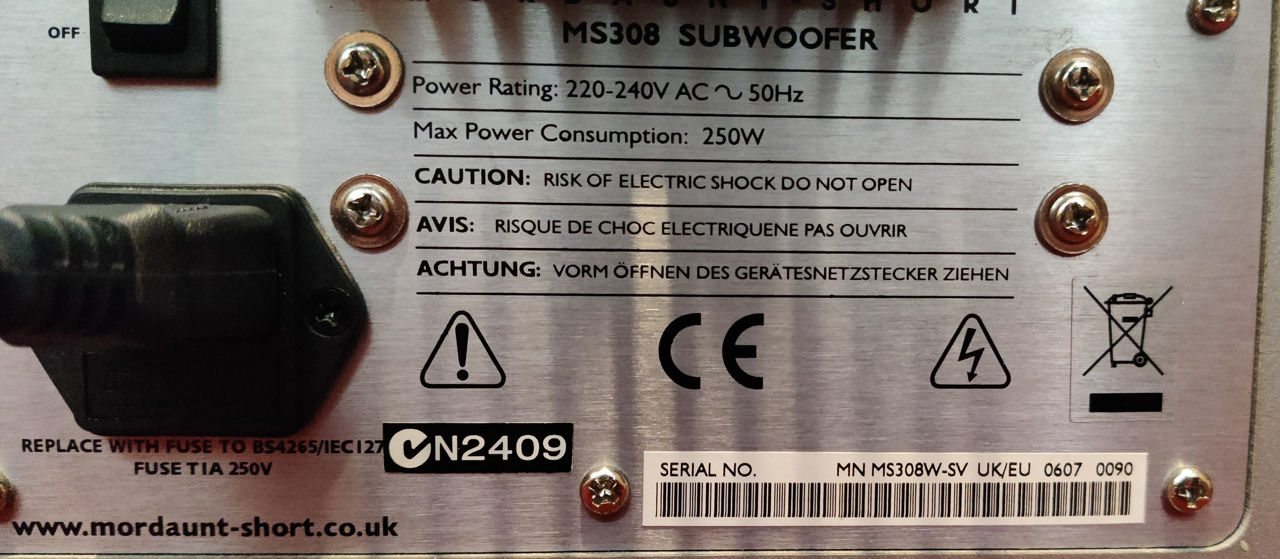 OFF
MORDAUNT-SHORT
MS308 SUBWOOFER
Power Rating: 220-240V AC ~ 50Hz
Max Power Consumption: 250W
CAUTION: RISK OF ELECTRIC SHOCK DO NOT OPEN
AVIS: RISQUE DE CHOC ELECTRIQUENE PAS OUVRIR
ACHTUNG: VORM ÖFFNEN DES GERÄTESNETZSTECKER ZIEHEN
CE
REPLACE WITH FUSE TO BS4265/IEC127
FUSE T1A 250V
N2409
SERIAL NO. MN MS308W-SV UK/EU 0607 0090
www.mordaunt-short.co.uk